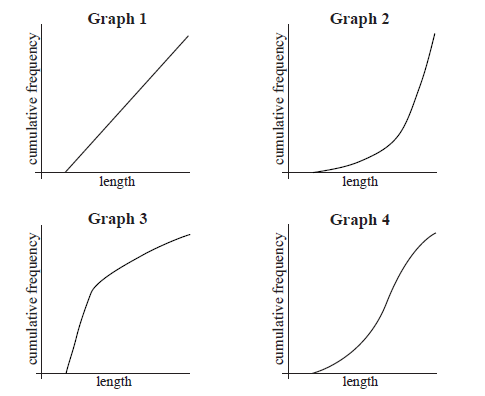 Graph 1
cumulative frequency
length
Graph 2
cumulative frequency
length
Graph 3
cumulative frequency
length
Graph 4
cumulative frequency
length